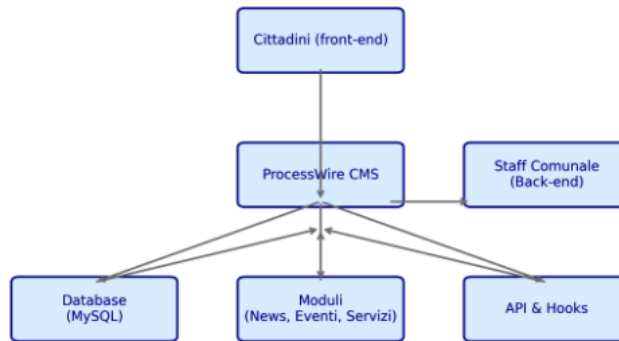 Cittadini (front-end)
ProcessWire CMS
Staff Comunale
(Back-end)
Database
(MySQL)
Moduli
(News, Eventi, Servizi)
API & Hooks